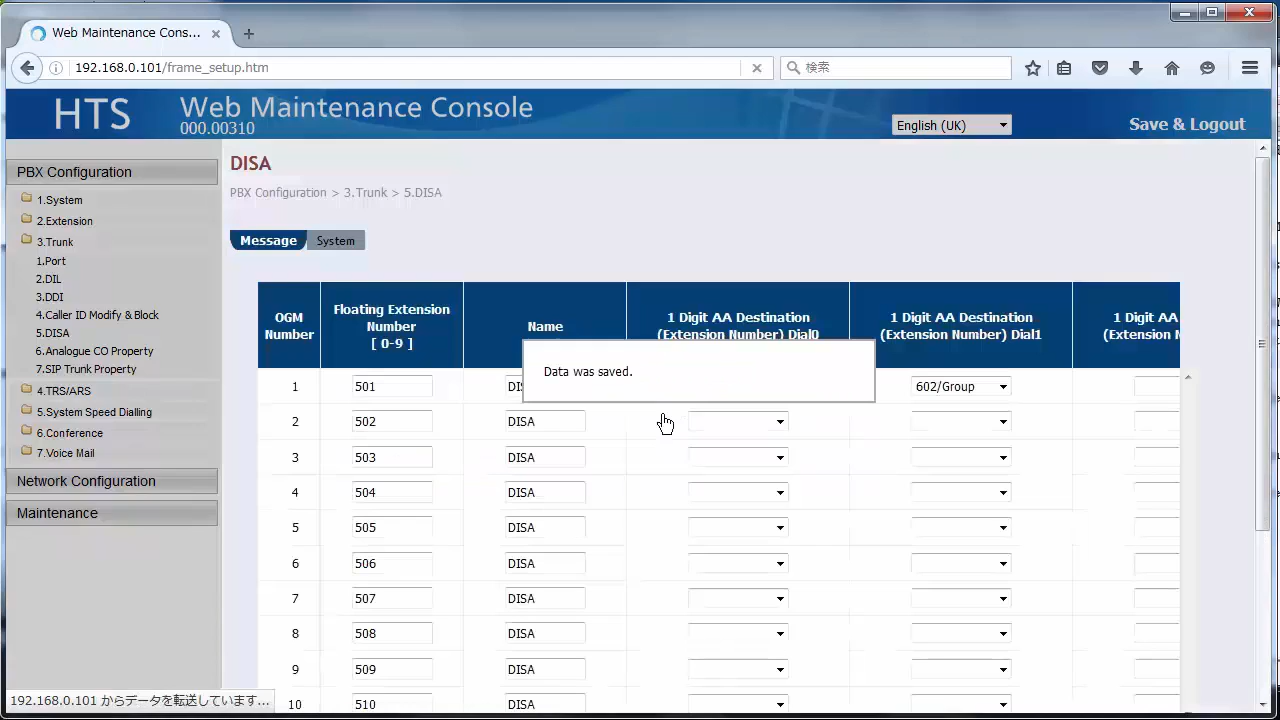 Web Maintenance Cons...
192.168.0.101/frame_setup.htm
検索
HTS
Web Maintenance Console
000.00310
English (UK)
Save & Logout
PBX Configuration
1.System
2.Extension
3.Trunk
1.Port
2.DIL
3.DDI
4.Caller ID Modify & Block
5.DISA
6.Analogue CO Property
7.SIP Trunk Property
4.TRS/ARS
5.System Speed Dialling
6.Conference
7.Voice Mail
Network Configuration
Maintenance
DISA
PBX Configuration > 3.Trunk > 5.DISA
Message System
OGM Number
Floating Extension Number [ 0-9 ]
Name
1 Digit AA Destination (Extension Number) Dial0
1 Digit AA Destination (Extension Number) Dial1
1 Digit AA
(Extension N
Data was saved.
1 501 DIS 602/Group
2 502 DISA
3 503 DISA
4 504 DISA
5 505 DISA
6 506 DISA
7 507 DISA
8 508 DISA
9 509 DISA
10 510 DISA
192.168.0.101 からデータを転送しています...